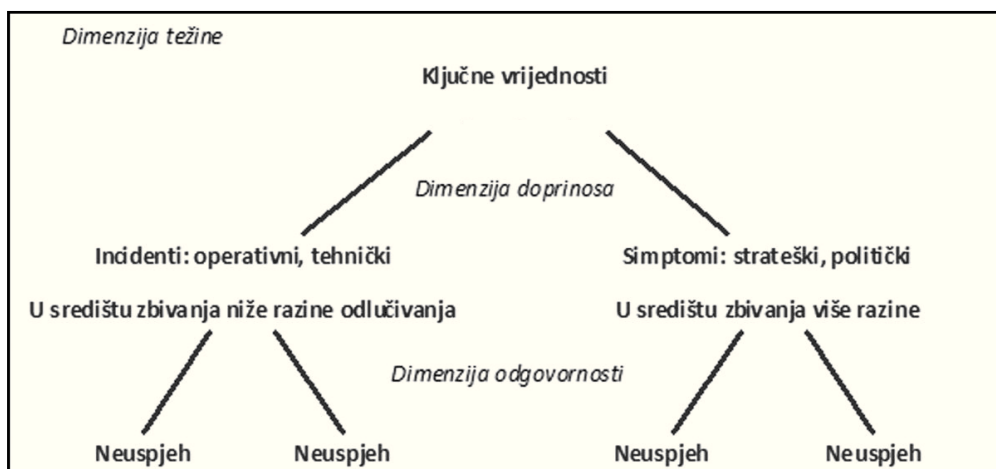 Dimenzija težine
Ključne vrijednosti
Dimenzija doprinosa
Incidenti: operativni, tehnički
Simptomi: strateški, politički
U središtu zbivanja niže razine odlučivanja
U središtu zbivanja više razine
Dimenzija odgovornosti
Neuspjeh
Neuspjeh
Neuspjeh
Neuspjeh